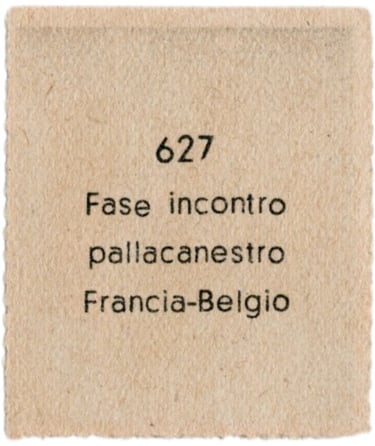 627
Fase incontro
pallacanestro
Francia-Belgio